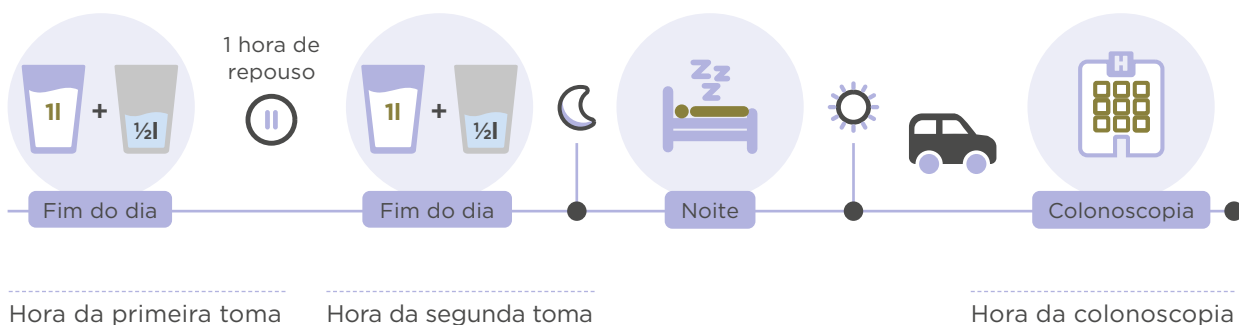 1 hora de
repouso
1l + ½l
1l + ½l
z z z
H
Fim do dia
Fim do dia
Noite
Colonoscopia
Hora da primeira toma
Hora da segunda toma
Hora da colonoscopia